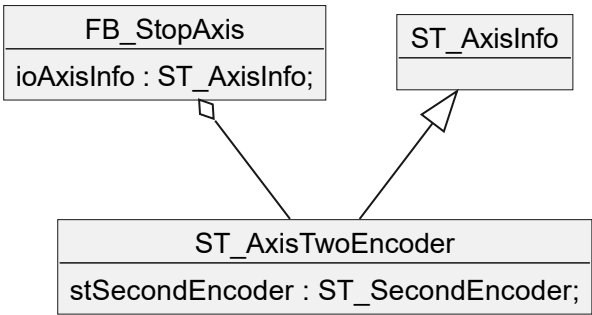 FB_StopAxis
ioAxisInfo : ST_AxisInfo;
ST_AxisInfo
ST_AxisTwoEncoder
stSecondEncoder : ST_SecondEncoder;